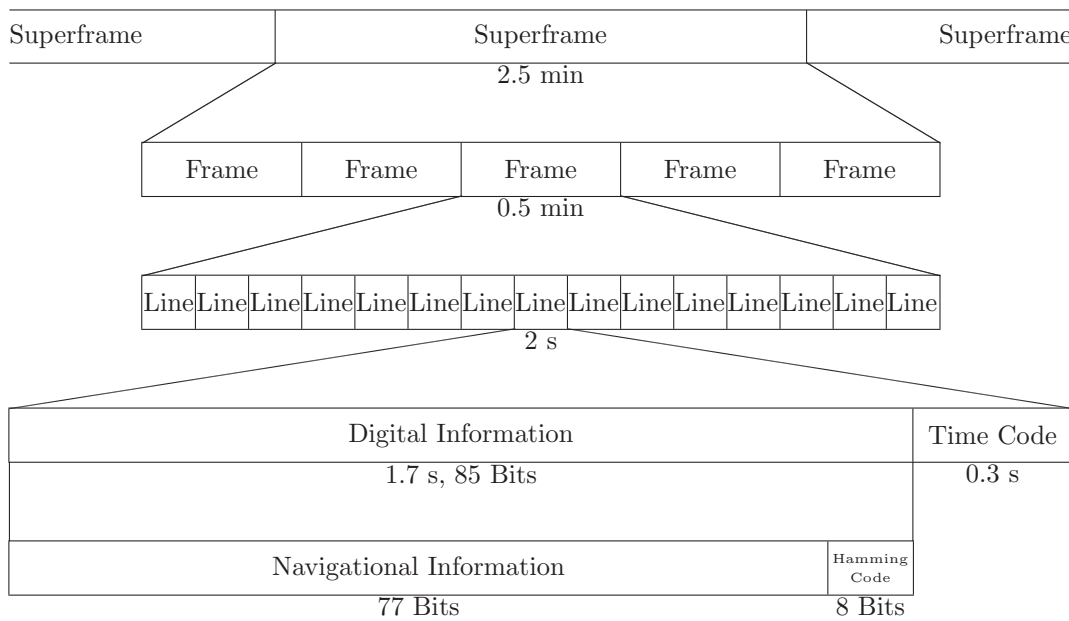 Superframe Superframe Superframe
2.5 min
Frame Frame Frame Frame Frame
0.5 min
Line Line Line Line Line Line Line Line Line Line Line Line Line Line Line
2 s
Digital Information Time Code
1.7 s, 85 Bits 0.3 s
Navigational Information Hamming
Code
77 Bits 8 Bits